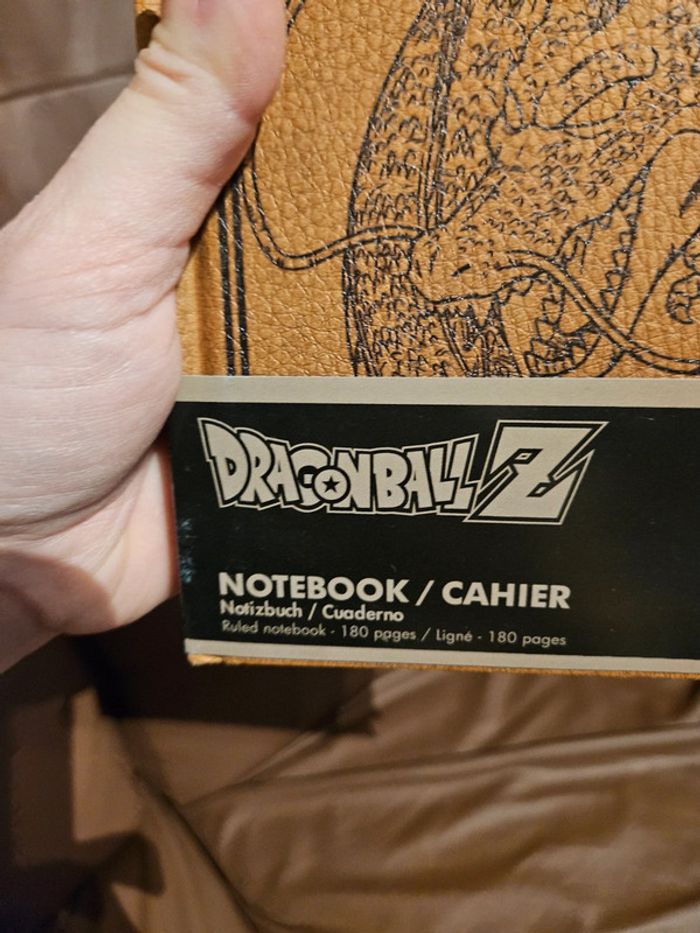 DRAGONBALL Z
NOTEBOOK / CAHIER
Notizbuch / Cuaderno
Ruled notebook - 180 pages / Ligné - 180 pages